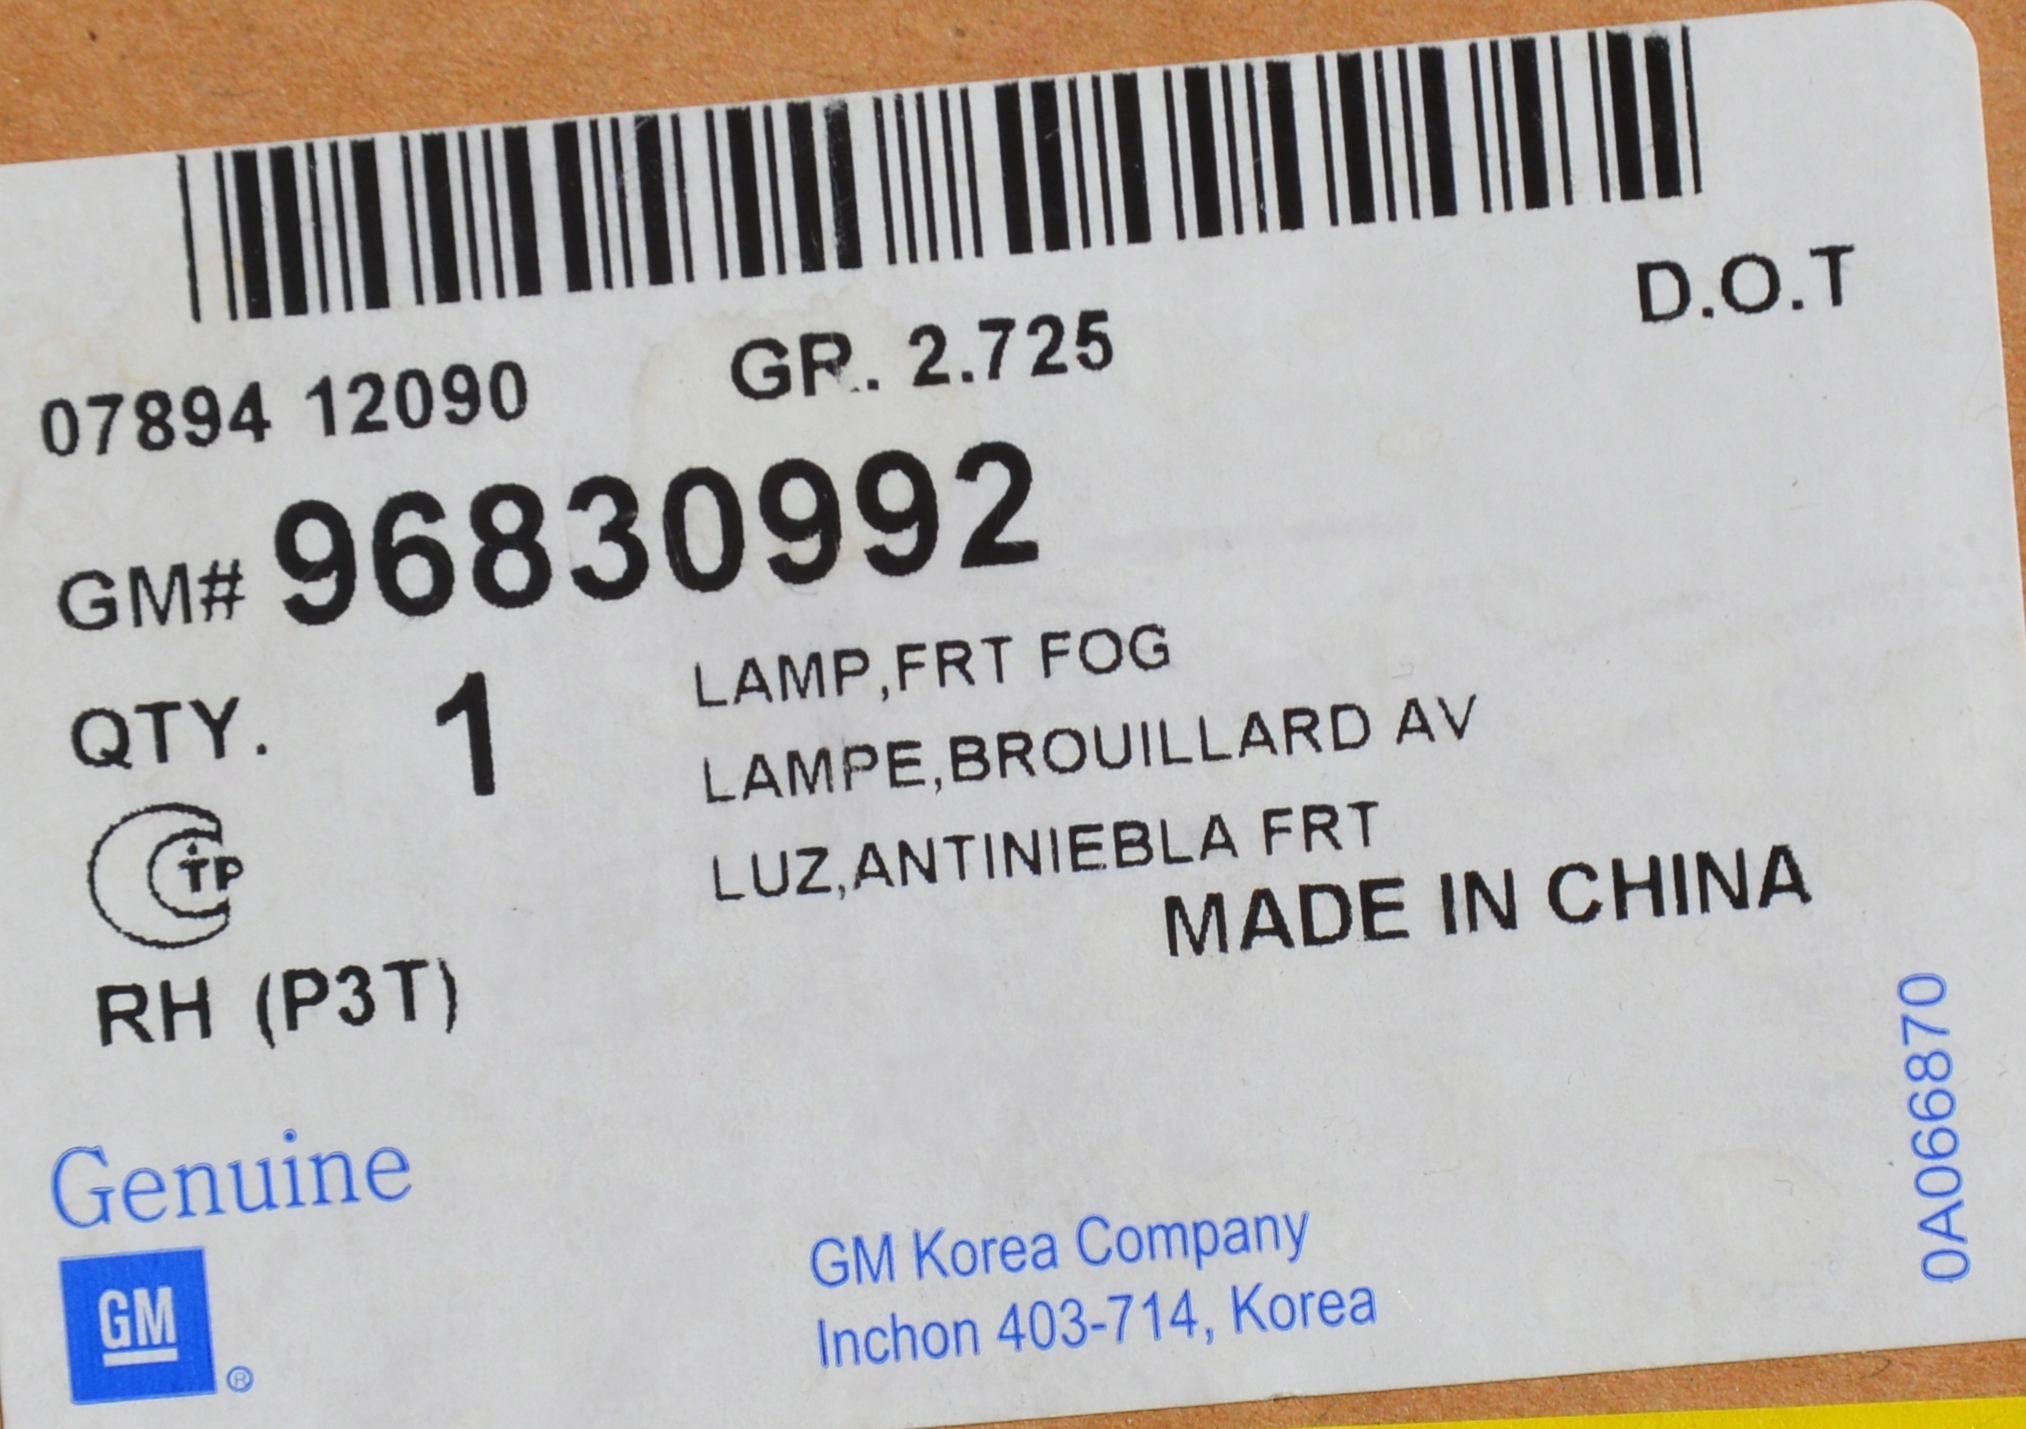 D.O.T
07894 12090 GR. 2.725
GM# 96830992
QTY. 1
LAMP,FRT FOG
LAMPE,BROUILLARD AV
LUZ,ANTINIEBLA FRT
TP
MADE IN CHINA
RH (P3T)
0A066870
Genuine
GM
®
GM Korea Company
Inchon 403-714, Korea